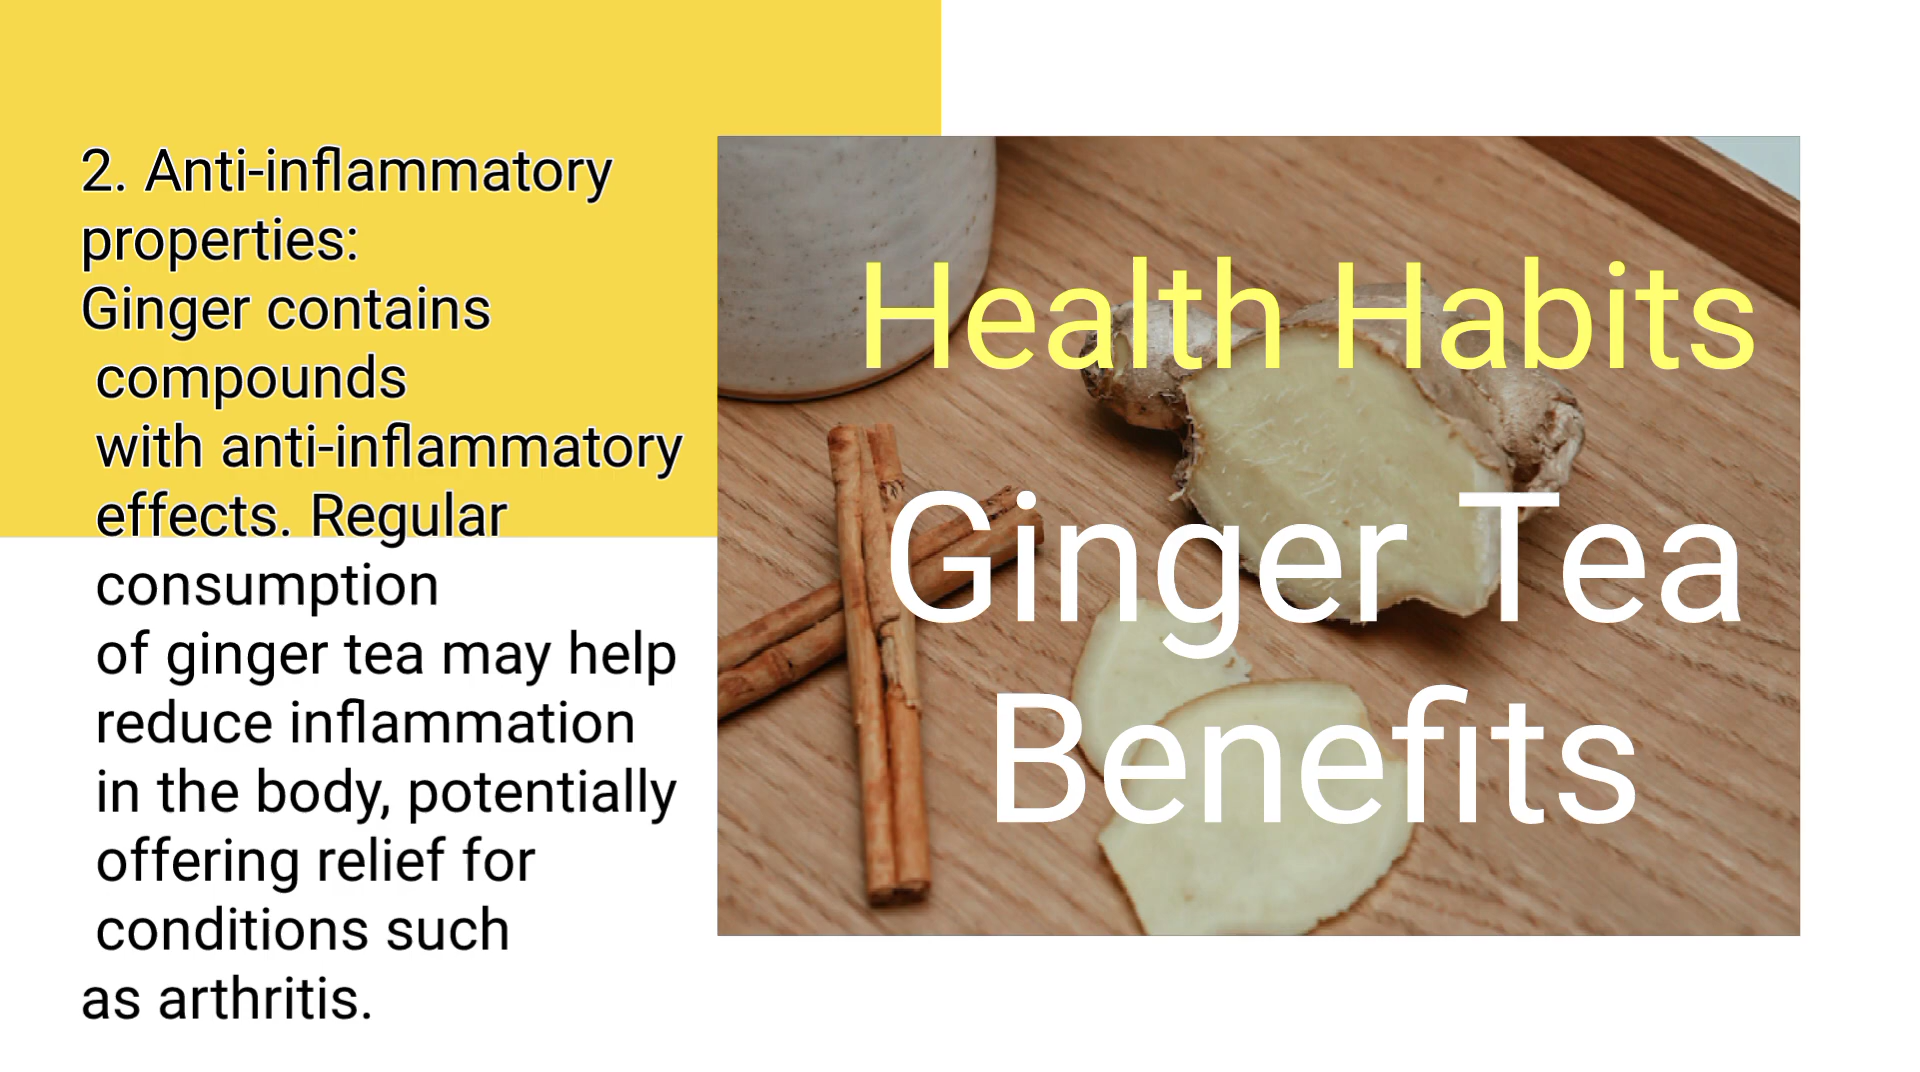 2. Anti-inflammatory
properties:
Ginger contains
compounds
with anti-inflammatory
effects. Regular
consumption
of ginger tea may help
reduce inflammation
in the body, potentially
offering relief for
conditions such
as arthritis.
Health Habits
Ginger Tea
Benefits